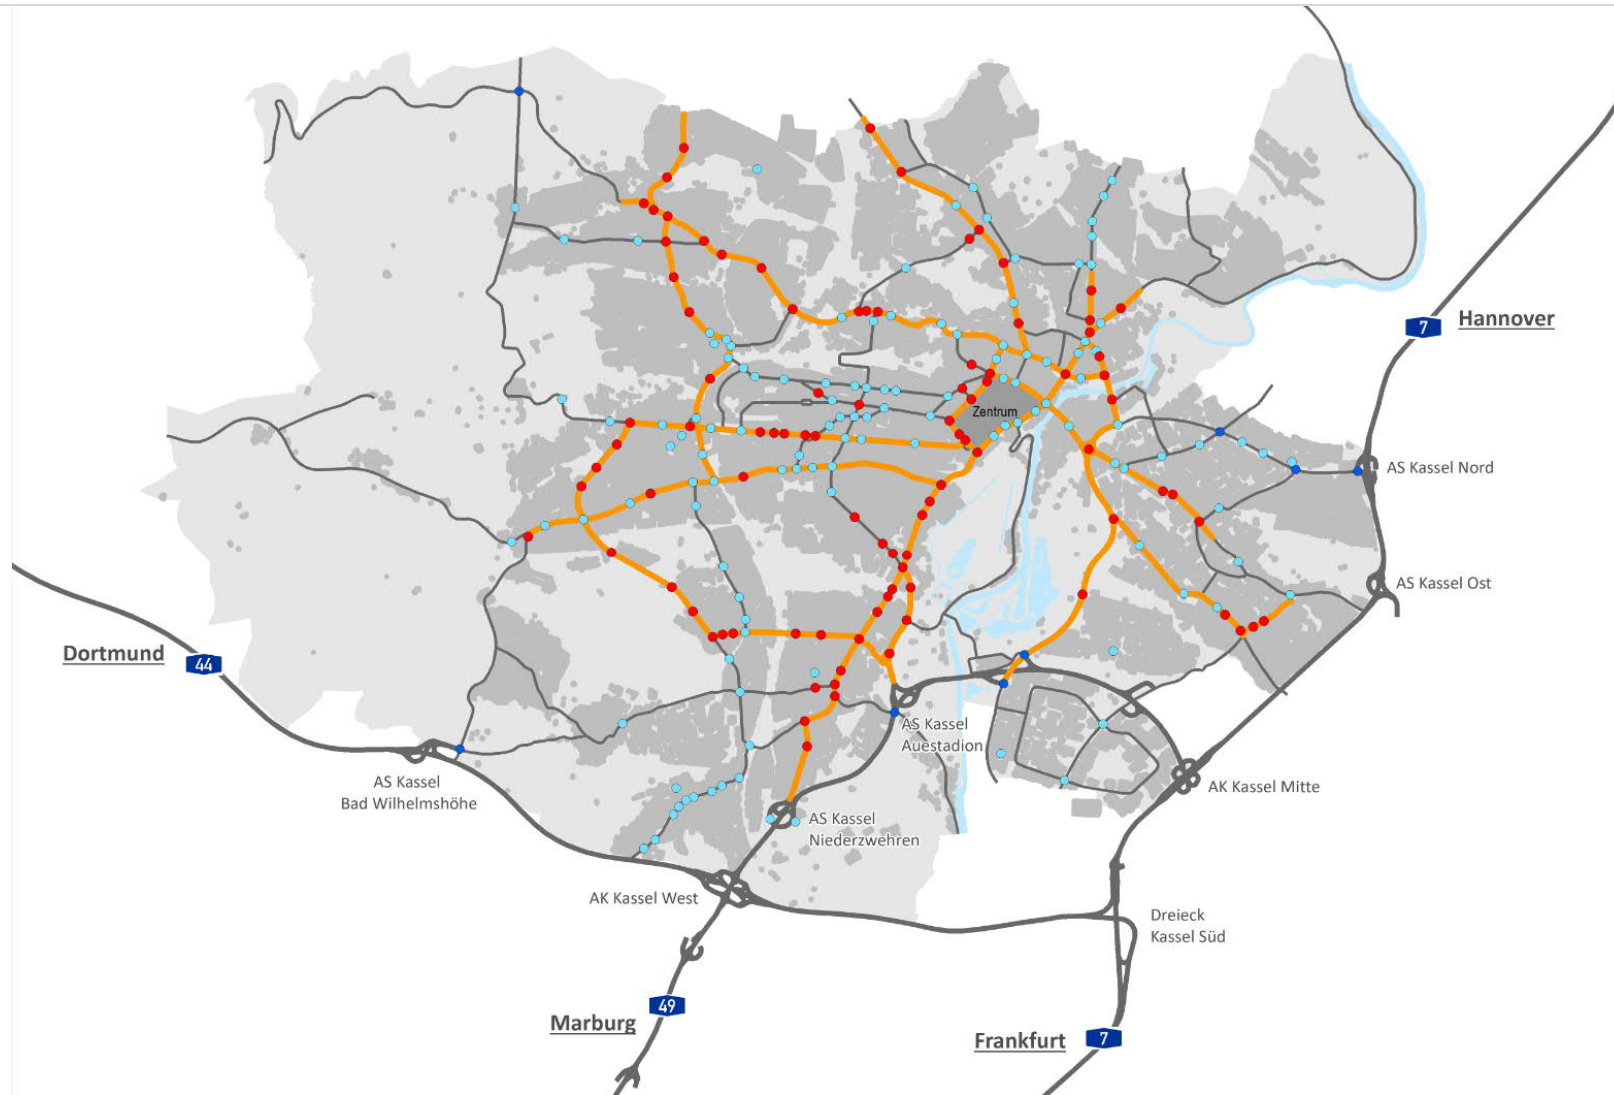 7
Hannover
Zentrum
AS Kassel Nord
AS Kassel Ost
Dortmund
44
AS Kassel
Auestadion
AS Kassel
Bad Wilhelmshöhe
AK Kassel Mitte
AS Kassel
Niederzwehren
AK Kassel West
Dreieck
Kassel Süd
49
Marburg
Frankfurt
7